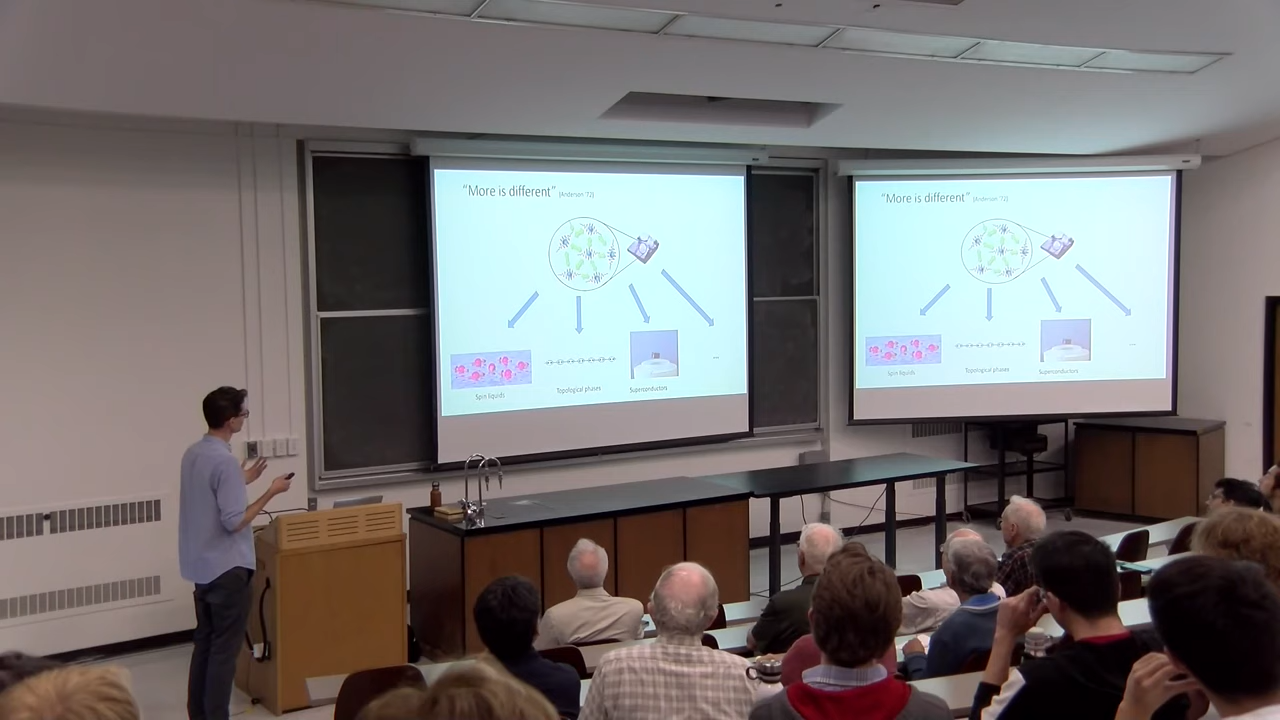 "More is different" [Anderson '72]
Spin liquids
Topological phases
Superconductors
"More is different" [Anderson '72]
Spin liquids
Topological phases
Superconductors